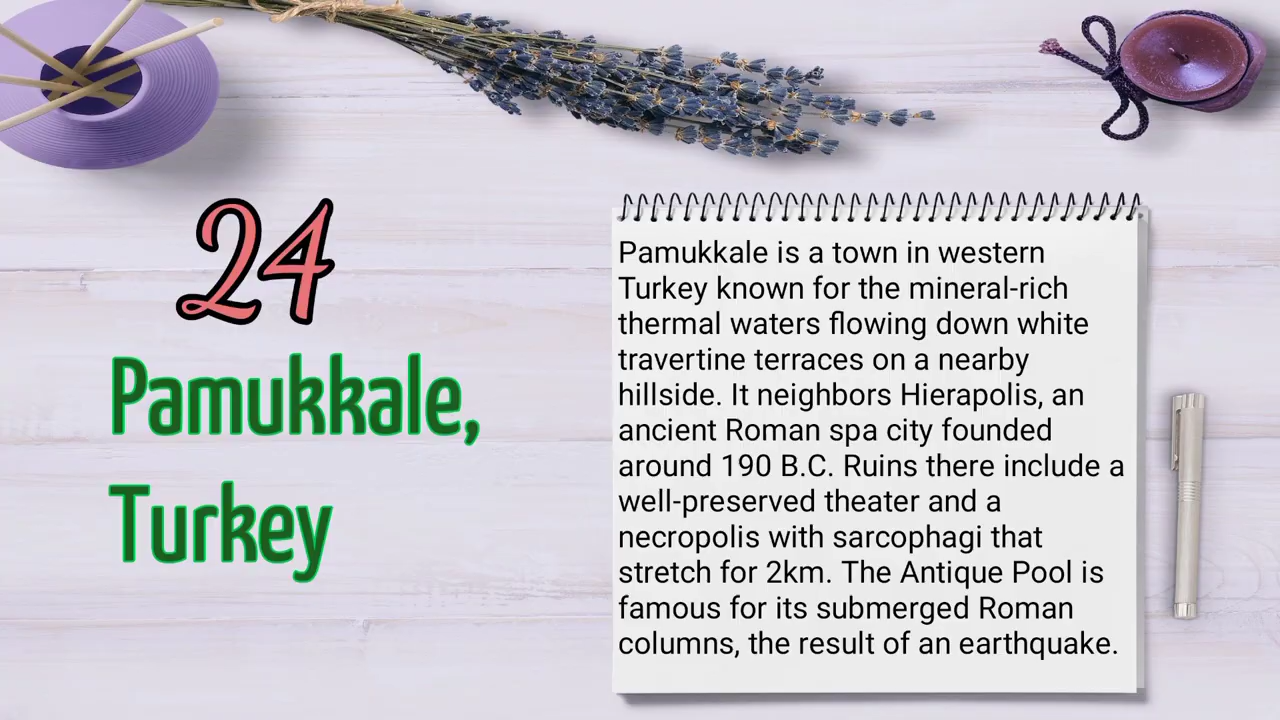 24
Pamukkale,
Turkey
Pamukkale is a town in western
Turkey known for the mineral-rich
thermal waters flowing down white
travertine terraces on a nearby
hillside. It neighbors Hierapolis, an
ancient Roman spa city founded
around 190 B.C. Ruins there include a
well-preserved theater and a
necropolis with sarcophagi that
stretch for 2km. The Antique Pool is
famous for its submerged Roman
columns, the result of an earthquake.